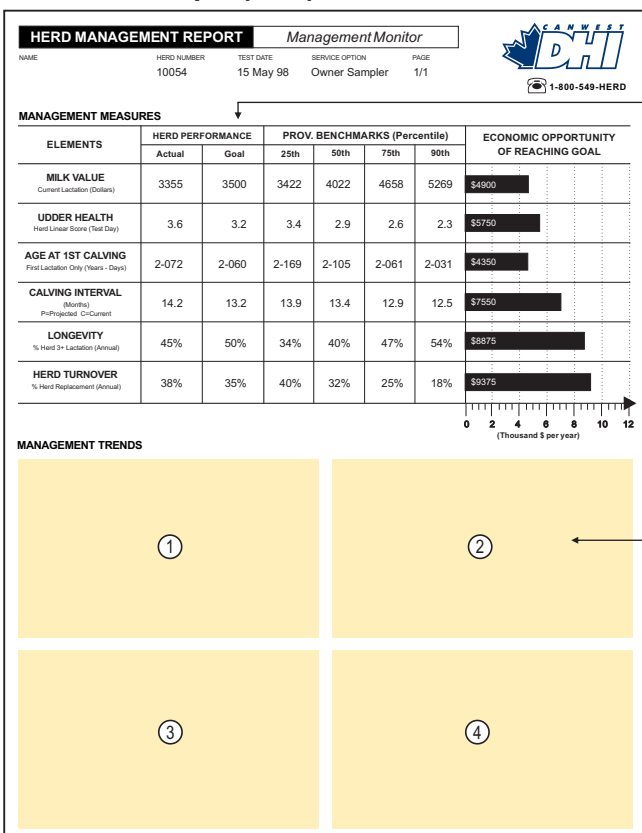 HERD MANAGEMENT REPORT Management Monitor
CANWEST
DHI
NAME HERD NUMBER TEST DATE SERVICE OPTION PAGE
10054 15 May 98 Owner Sampler 1/1
1-800-549-HERD
MANAGEMENT MEASURES
ELEMENTS HERD PERFORMANCE PROV. BENCHMARKS (Percentile) ECONOMIC OPPORTUNITY
OF REACHING GOAL
Actual Goal 25th 50th 75th 90th
MILK VALUE
Current Lactation (Dollars)
3355 3500 3422 4022 4658 5269 $4900
UDDER HEALTH
Herd Linear Score (Test Day)
3.6 3.2 3.4 2.9 2.6 2.3 $5750
AGE AT 1ST CALVING
First Lactation Only (Years - Days)
2-072 2-060 2-169 2-105 2-061 2-031 $4350
CALVING INTERVAL
(Months)
P=Projected C=Current
14.2 13.2 13.9 13.4 12.9 12.5 $7550
LONGEVITY
% Herd 3+ Lactation (Annual)
45% 50% 34% 40% 47% 54% $8875
HERD TURNOVER
% Herd Replacement (Annual)
38% 35% 40% 32% 25% 18% $9375
0 2 4 6 8 10 12
(Thousand $ per year)
MANAGEMENT TRENDS
1 2
3 4